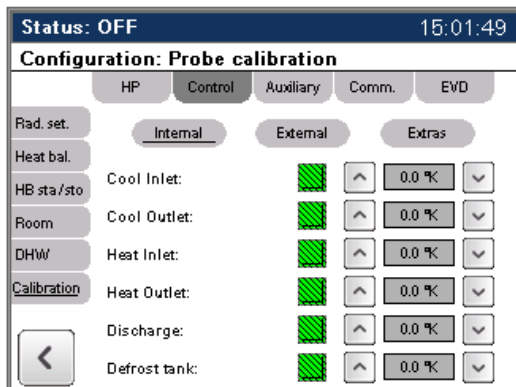 Status: OFF 15:01:49
Configuration: Probe calibration
HP Control Auxiliary Comm. EVD
Rad. set.
Heat bal.
HB sta/sto
Room
DHW
Calibration
Internal External Extras
Cool Inlet: 0.0 °K
Cool Outlet: 0.0 °K
Heat Inlet: 0.0 °K
Heat Outlet: 0.0 °K
Discharge: 0.0 °K
Defrost tank: 0.0 °K